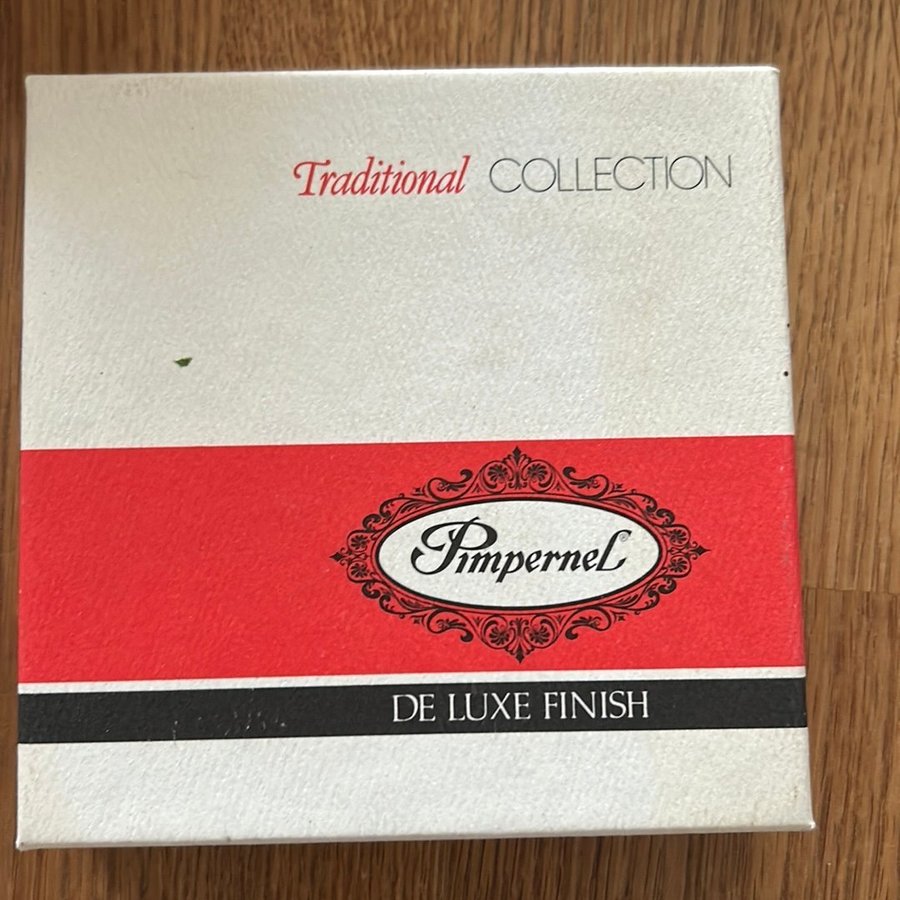 Traditional COLLECTION
Pimpernel®
DE LUXE FINISH